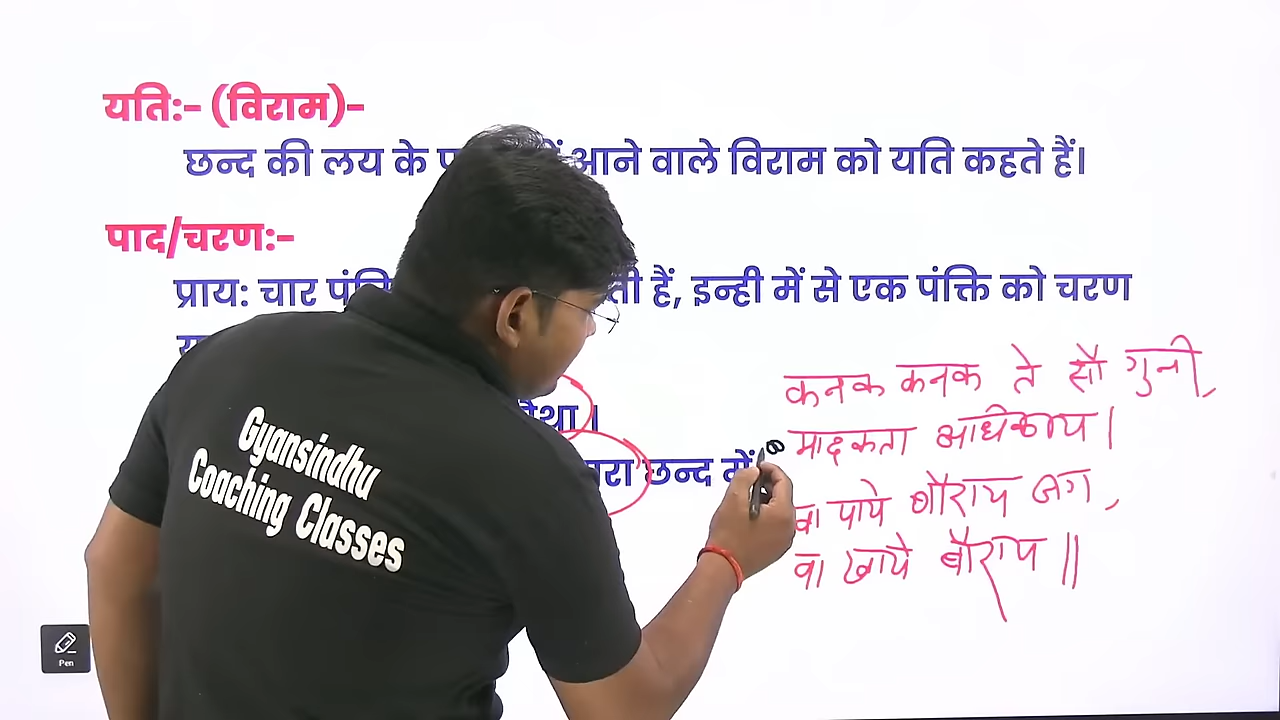 यति:- (विराम)-
छन्द की लय के आने वाले विराम को यति कहते हैं।
पाद/चरण:-
प्राय: चार हैं, इन्ही में से एक पंक्ति को चरण
छन्द में
कनक कनक ते सौ गुनी,
मादकता अधिकाय।
वा पाये बौराय जग,
वा खाये बौराय॥
Gyansindhu
Coaching Classes
Pen